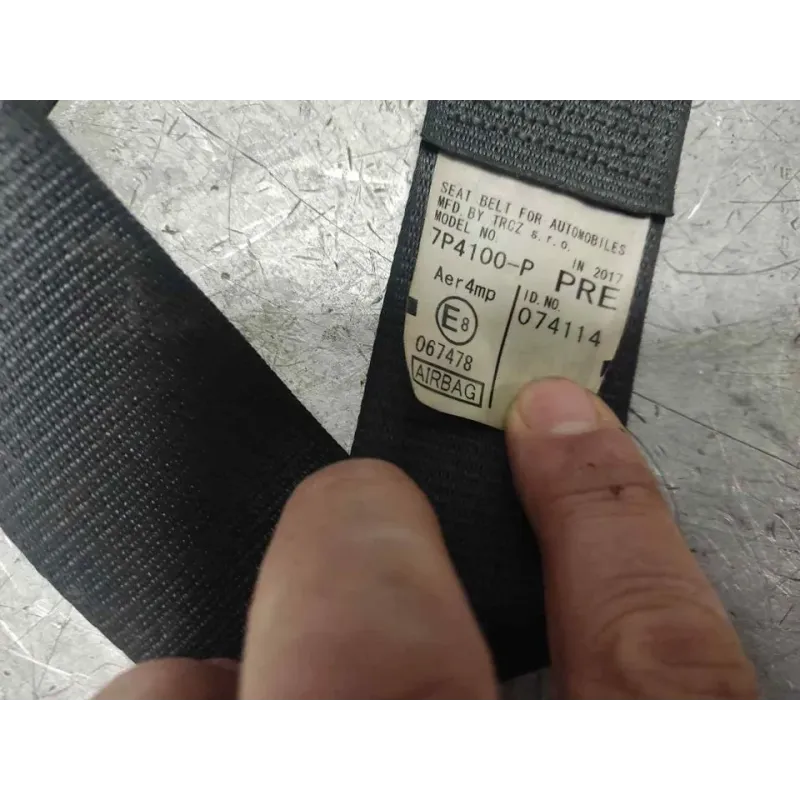 SEAT BELT FOR AUTOMOBILES
MFD.BY TRCZ s.r.o.
MODEL NO. IN 2017
7P4100-P PRE
Aer4mp
E8
067478
AIRBAG
ID.NO.
074114